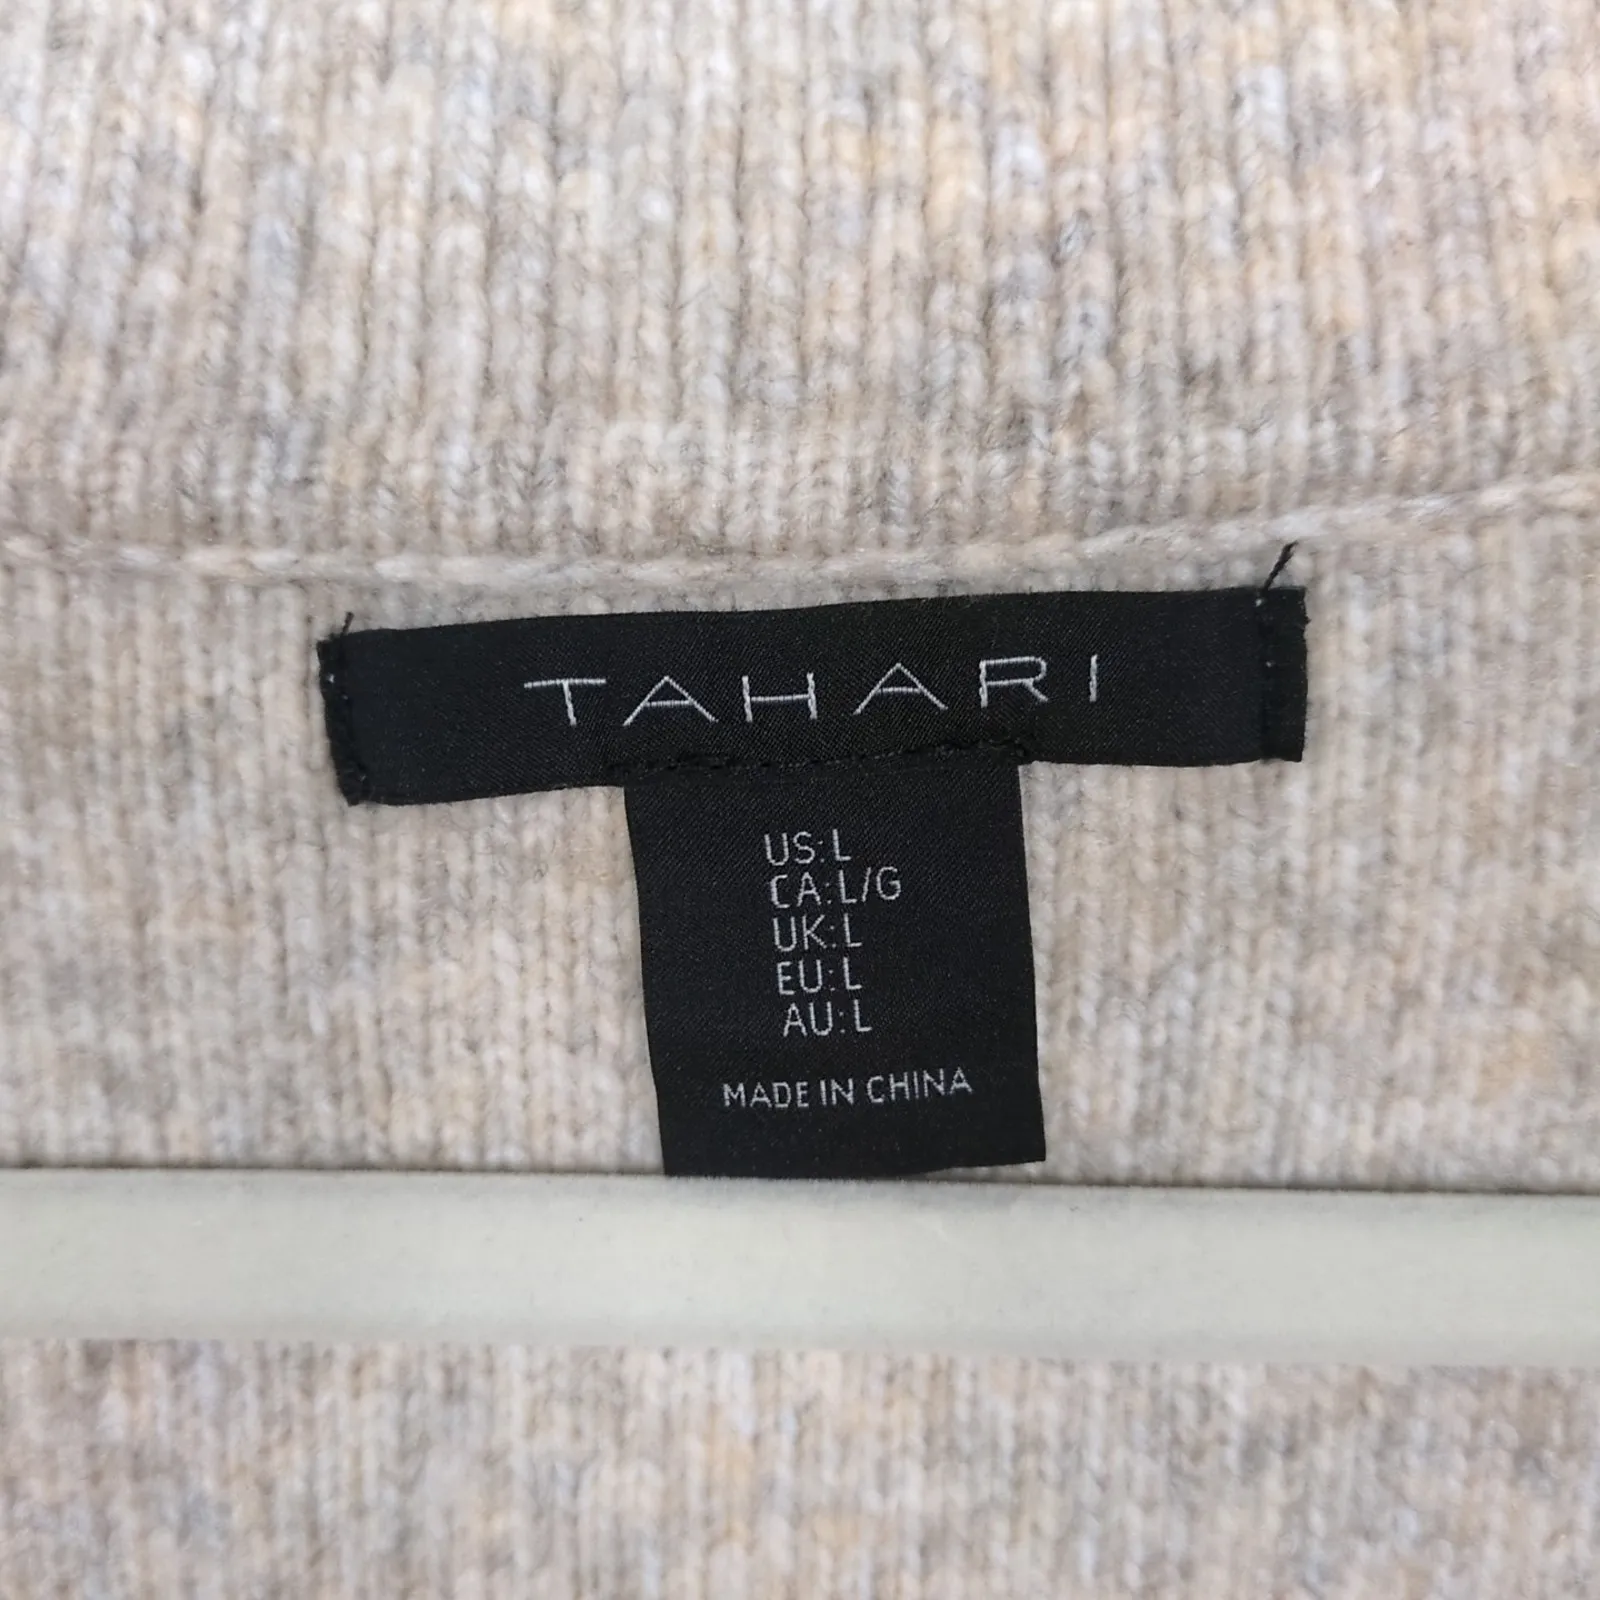 TAHARI
US: L
CA: L/G
UK: L
EU: L
AU: L
MADE IN CHINA